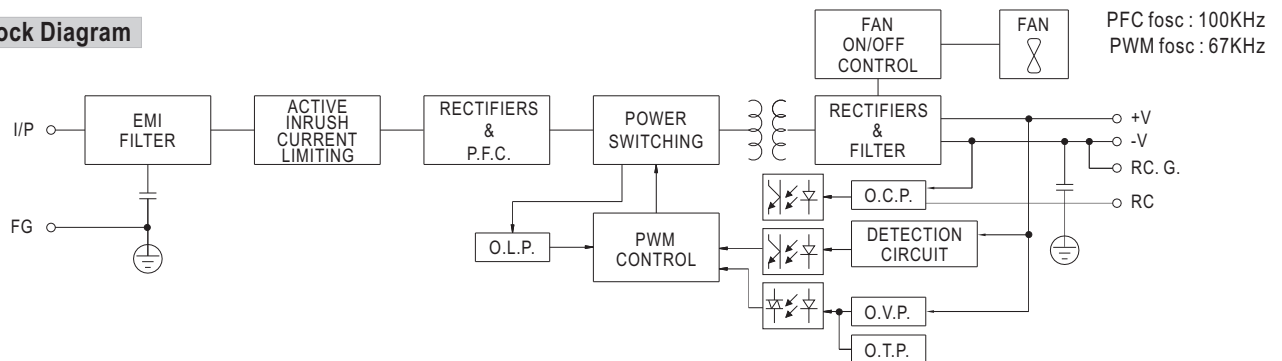 ock Diagram
PFC fosc : 100KHz
PWM fosc : 67KHz
FAN
ON/OFF
CONTROL
FAN
I/P
EMI
FILTER
ACTIVE
INRUSH
CURRENT
LIMITING
RECTIFIERS
&
P.F.C.
POWER
SWITCHING
RECTIFIERS
&
FILTER
+V
-V
RC. G.
RC
FG
O.L.P.
PWM
CONTROL
O.C.P.
DETECTION
CIRCUIT
O.V.P.
O.T.P.